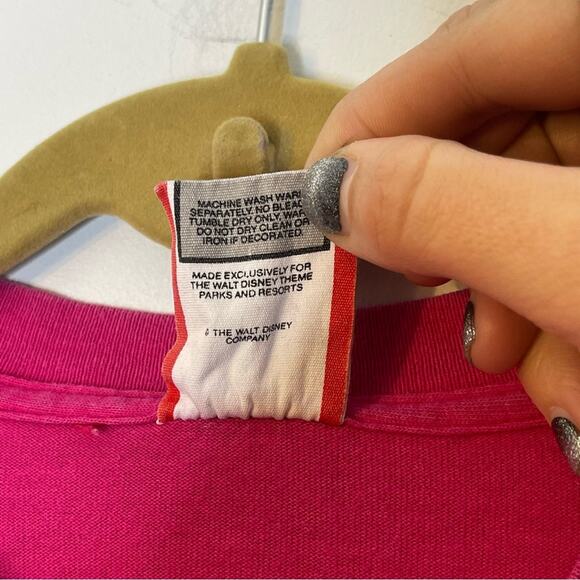 MACHINE WASH WAR
SEPARATELY. NO BLEAC
TUMBLE DRY ONLY, WAR
DO NOT DRY CLEAN OR
IRON IF DECORATED.
MADE EXCLUSIVELY FOR
THE WALT DISNEY THEME
PARKS AND RESORTS
© THE WALT DISNEY
COMPANY